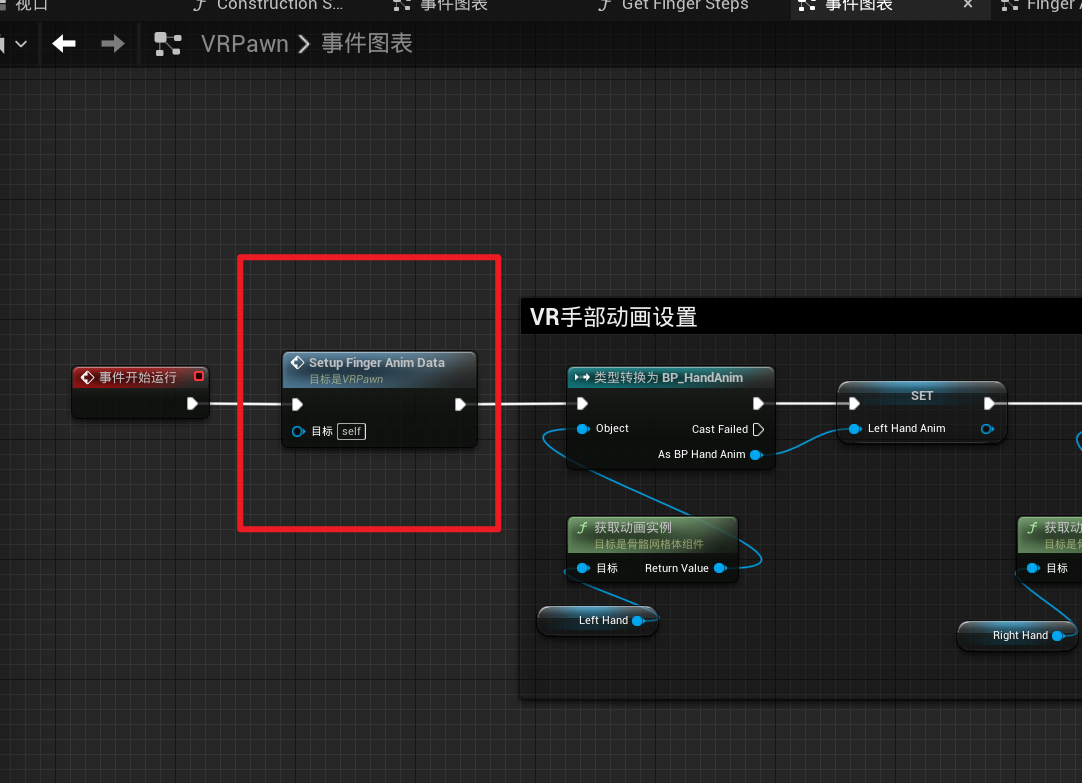 视口
Construction S...
事件图表
Get Finger Steps
事件图表
Finger
VRPawn > 事件图表
VR手部动画设置
事件开始运行
Setup Finger Anim Data
目标是VRPawn
目标 self
类型转换为 BP_HandAnim
Object
Cast Failed
As BP Hand Anim
SET
Left Hand Anim
获取动画实例
目标是骨骼网格体组件
目标
Return Value
Left Hand
获取动
目标是
目标
Right Hand